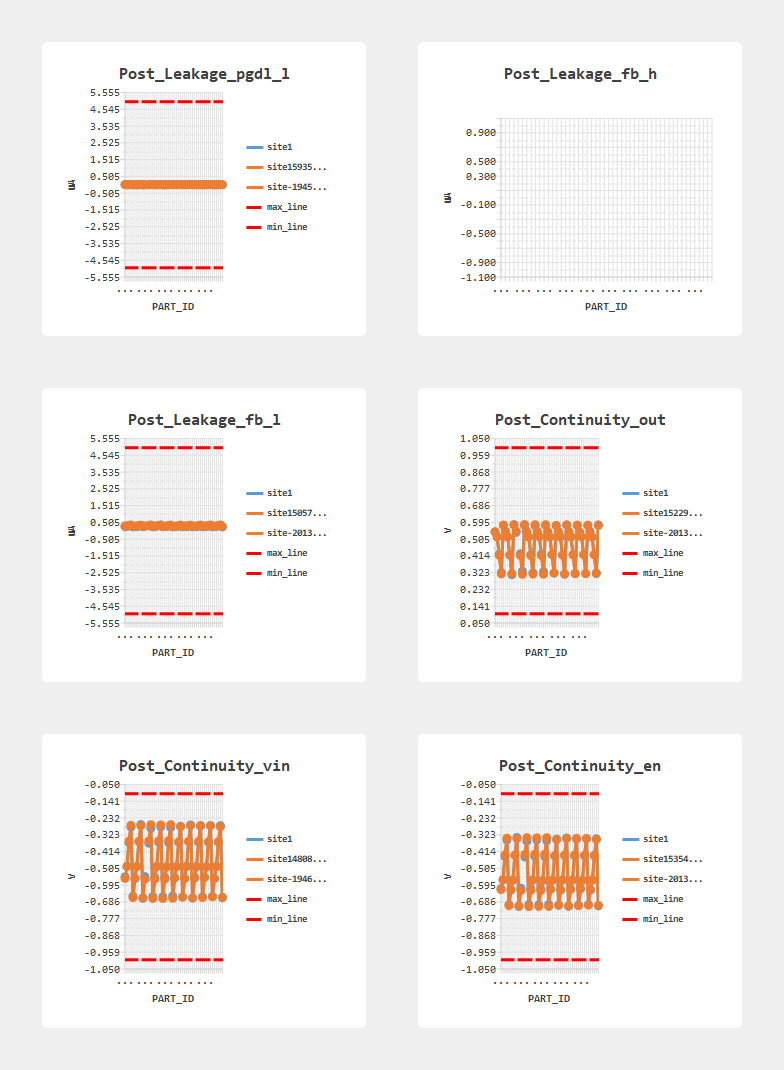 Post_Leakage_pgdl_l
5.555
4.545
3.535
2.525
1.515
0.505
-0.505
-1.515
-2.525
-3.535
-4.545
-5.555
uA
PART_ID
site1
site15935...
site-1945...
max_line
min_line
Post_Leakage_fb_h
0.900
0.500
0.300
-0.100
-0.500
-0.900
-1.100
uA
PART_ID
Post_Leakage_fb_l
5.555
4.545
3.535
2.525
1.515
0.505
-0.505
-1.515
-2.525
-3.535
-4.545
-5.555
uA
PART_ID
site1
site15057...
site-2013...
max_line
min_line
Post_Continuity_out
1.050
0.959
0.868
0.777
0.686
0.595
0.505
0.414
0.323
0.232
0.141
0.050
V
PART_ID
site1
site15229...
site-2013...
max_line
min_line
Post_Continuity_vin
-0.050
-0.141
-0.232
-0.323
-0.414
-0.505
-0.595
-0.686
-0.777
-0.868
-0.959
-1.050
V
PART_ID
site1
site14808...
site-1946...
max_line
min_line
Post_Continuity_en
-0.050
-0.141
-0.232
-0.323
-0.414
-0.505
-0.595
-0.686
-0.777
-0.868
-0.959
-1.050
V
PART_ID
site1
site15354...
site-2013...
max_line
min_line